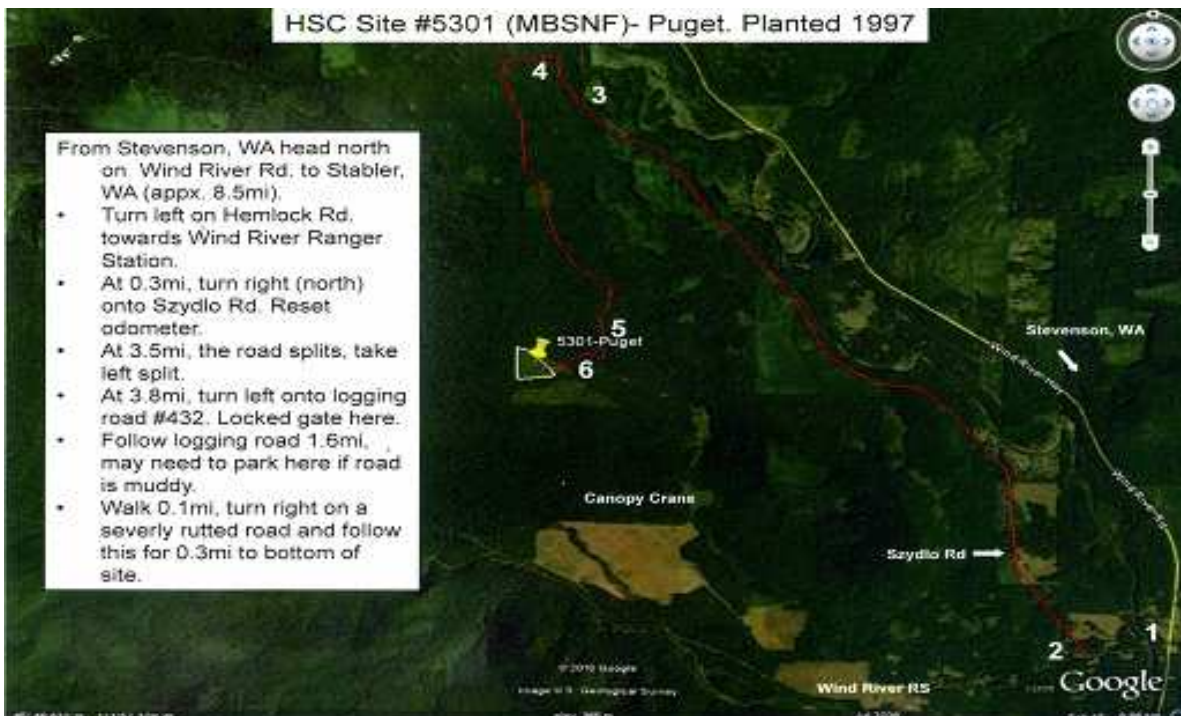 HSC Site #5301 (MBSNF)- Puget. Planted 1997
From Stevenson, WA head north
on Wind River Rd. to Stabler,
WA (appx. 8.5mi).
• Turn left on Hemlock Rd.
towards Wind River Ranger
Station.
• At 0.3mi, turn right (north)
onto Szydlo Rd. Reset
odometer.
• At 3.5mi, the road splits, take
left split.
• At 3.8mi, turn left onto logging
road #432. Locked gate here.
• Follow logging road 1.6mi,
may need to park here if road
is muddy.
• Walk 0.1mi, turn right on a
severly rutted road and follow
this for 0.3mi to bottom of
site.
4
3
5
5301-Puget
6
Stevenson, WA
Wind River Hwy
Wind River Rd
Canopy Crane
Szydlo Rd
1
2
© 2010 Google
Image U.S. Geological Survey
Wind River RS
Google